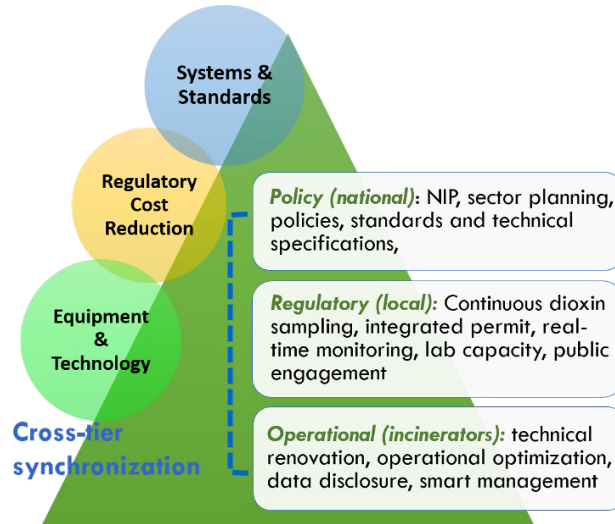 Systems &
Standards
Regulatory
Cost
Reduction
Equipment
&
Technology
Cross-tier
synchronization
Policy (national): NIP, sector planning,
policies, standards and technical
specifications,
Regulatory (local): Continuous dioxin
sampling, integrated permit, real-
time monitoring, lab capacity, public
engagement
Operational (incinerators): technical
renovation, operational optimization,
data disclosure, smart management